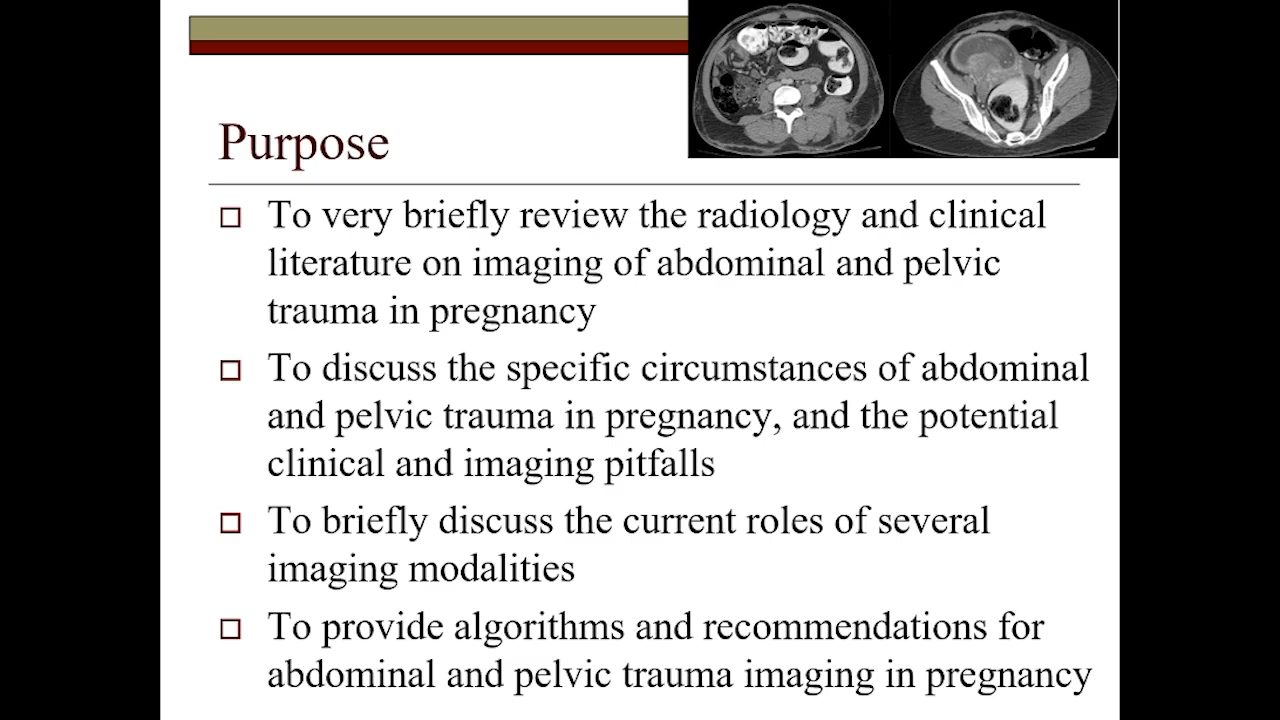 Purpose
To very briefly review the radiology and clinical
literature on imaging of abdominal and pelvic
trauma in pregnancy
To discuss the specific circumstances of abdominal
and pelvic trauma in pregnancy, and the potential
clinical and imaging pitfalls
To briefly discuss the current roles of several
imaging modalities
To provide algorithms and recommendations for
abdominal and pelvic trauma imaging in pregnancy